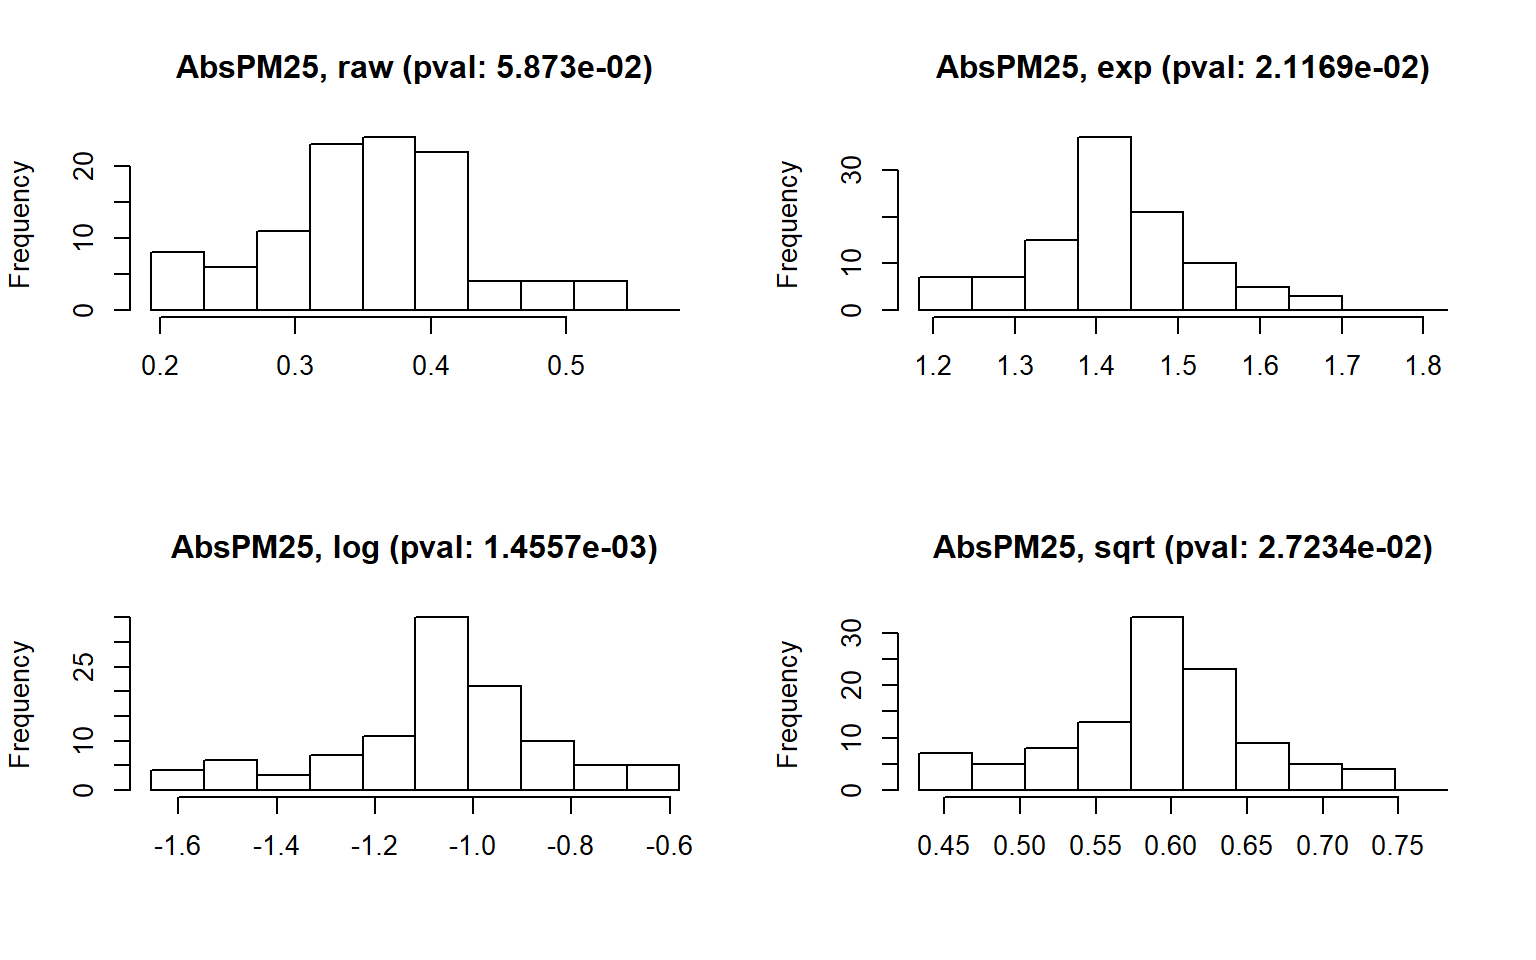 AbsPM25, raw (pval: 5.873e-02)
Frequency
0 10 20
0.2 0.3 0.4 0.5
AbsPM25, exp (pval: 2.1169e-02)
Frequency
0 10 30
1.2 1.3 1.4 1.5 1.6 1.7 1.8
AbsPM25, log (pval: 1.4557e-03)
Frequency
0 10 25
-1.6 -1.4 -1.2 -1.0 -0.8 -0.6
AbsPM25, sqrt (pval: 2.7234e-02)
Frequency
0 10 20 30
0.45 0.50 0.55 0.60 0.65 0.70 0.75